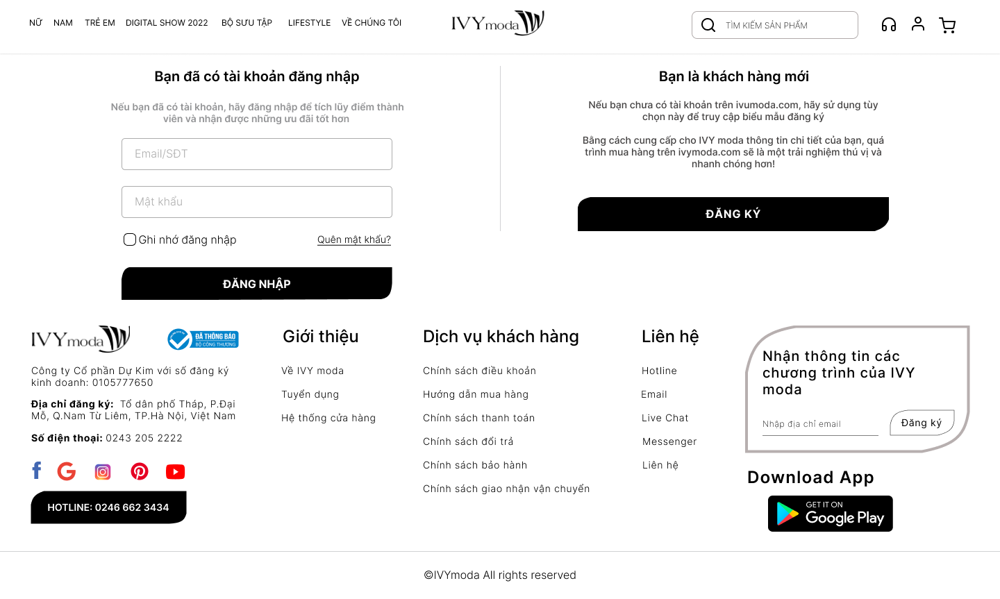 NỮ NAM TRẺ EM DIGITAL SHOW 2022 BỘ SƯU TẬP LIFESTYLE VỀ CHÚNG TÔI
IVY moda
TÌM KIẾM SẢN PHẨM
Bạn đã có tài khoản đăng nhập
Nếu bạn đã có tài khoản, hãy đăng nhập để tích lũy điểm thành
viên và nhận được những ưu đãi tốt hơn
Email/SĐT
Mật khẩu
Ghi nhớ đăng nhập
Quên mật khẩu?
ĐĂNG NHẬP
Bạn là khách hàng mới
Nếu bạn chưa có tài khoản trên ivumoda.com, hãy sử dụng tùy
chọn này để truy cập biểu mẫu đăng ký
Bằng cách cung cấp cho IVY moda thông tin chi tiết của bạn, quá
trình mua hàng trên ivymoda.com sẽ là một trải nghiệm thú vị và
nhanh chóng hơn!
ĐĂNG KÝ
IVY moda
ĐÃ THÔNG BÁO
BỘ CÔNG THƯƠNG
Công ty Cổ phần Dự Kim với số đăng ký
kinh doanh: 0105777650
Địa chỉ đăng ký: Tổ dân phố Tháp, P.Đại
Mỗ, Q.Nam Từ Liêm, TP.Hà Nội, Việt Nam
Số điện thoại: 0243 205 2222
HOTLINE: 0246 662 3434
Giới thiệu
Về IVY moda
Tuyển dụng
Hệ thống cửa hàng
Dịch vụ khách hàng
Chính sách điều khoản
Hướng dẫn mua hàng
Chính sách thanh toán
Chính sách đổi trả
Chính sách bảo hành
Chính sách giao nhận vận chuyển
Liên hệ
Hotline
Email
Live Chat
Messenger
Liên hệ
Nhận thông tin các
chương trình của IVY
moda
Nhập địa chỉ email
Đăng ký
Download App
GET IT ON
Google Play
©IVYmoda All rights reserved